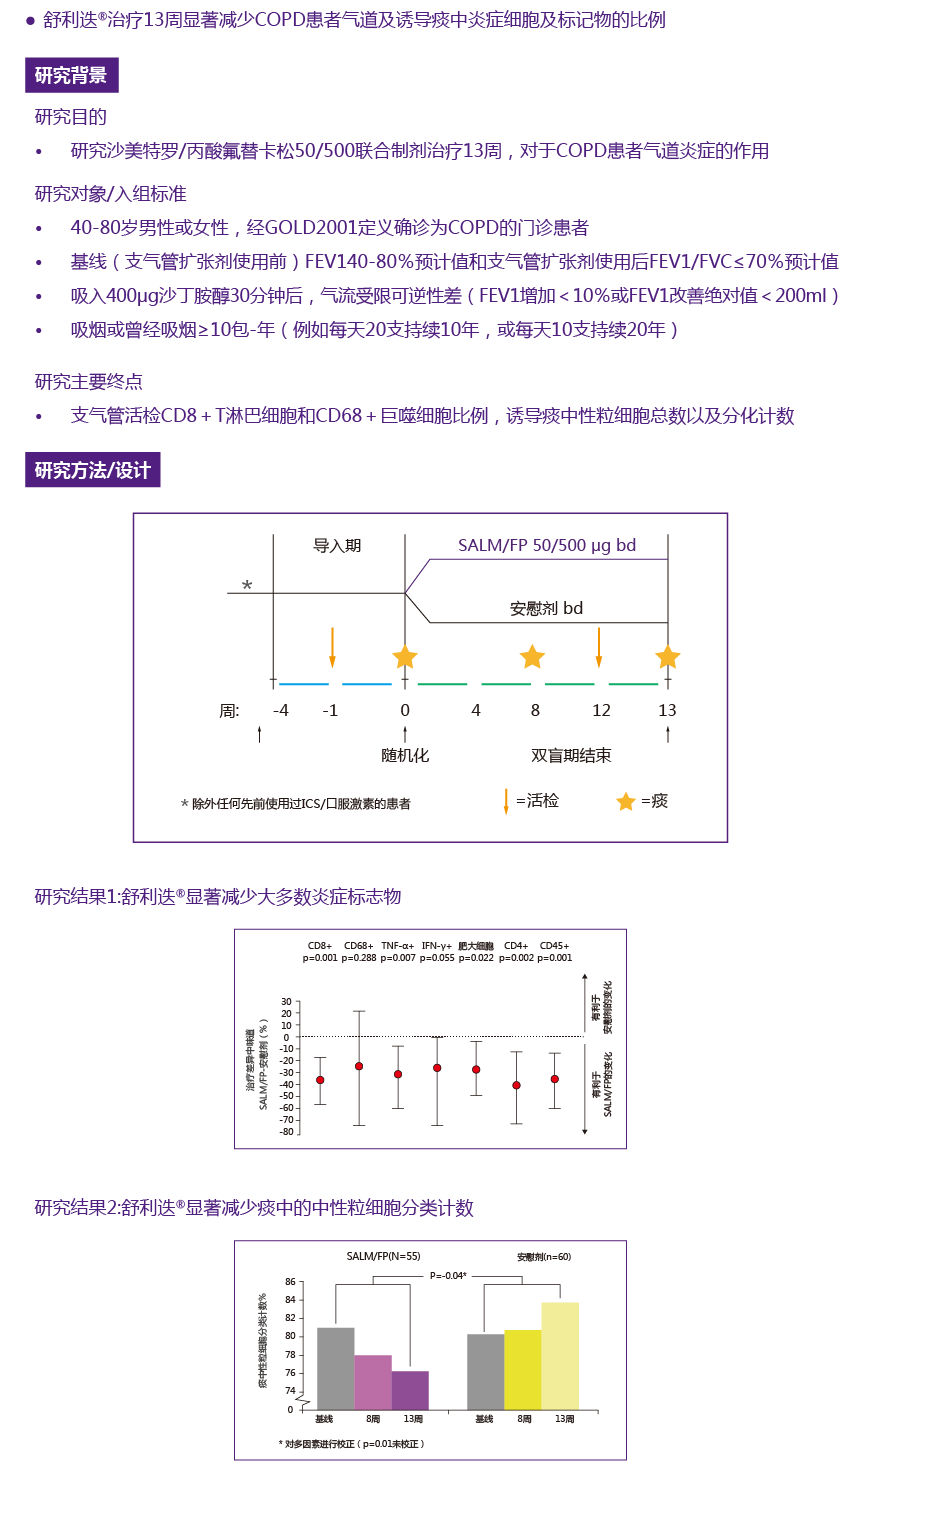 ● 舒利迭®治疗13周显著减少COPD患者气道及诱导痰中炎症细胞及标记物的比例
研究背景
研究目的
• 研究沙美特罗/丙酸氟替卡松50/500联合制剂治疗13周，对于COPD患者气道炎症的作用
研究对象/入组标准
• 40-80岁男性或女性，经GOLD2001定义确诊为COPD的门诊患者
• 基线（支气管扩张剂使用前）FEV140-80%预计值和支气管扩张剂使用后FEV1/FVC≤70%预计值
• 吸入400μg沙丁胺醇30分钟后，气流受限可逆性差（FEV1增加＜10%或FEV1改善绝对值＜200ml）
• 吸烟或曾经吸烟≥10包-年（例如每天20支持续10年，或每天10支持续20年）
研究主要终点
• 支气管活检CD8＋T淋巴细胞和CD68＋巨噬细胞比例，诱导痰中性粒细胞总数以及分化计数
研究方法/设计
导入期
SALM/FP 50/500 μg bd
*
安慰剂 bd
周: -4 -1 0 4 8 12 13
随机化 双盲期结束
* 除外任何先前使用过ICS/口服激素的患者
=活检 =痰
研究结果1:舒利迭®显著减少大多数炎症标志物
CD8+ CD68+ TNF-α+ IFN-γ+ 肥大细胞 CD4+ CD45+
p=0.001 p=0.288 p=0.007 p=0.055 p=0.022 p=0.002 p=0.001
治疗差异中味道
SALM/FP-安慰剂（%）
30
20
10
0
-10
-20
-30
-40
-50
-60
-70
-80
有利于
安慰剂的变化
有利于
SALM/FP的变化
研究结果2:舒利迭®显著减少痰中的中性粒细胞分类计数
SALM/FP(N=55) 安慰剂(n=60)
P=-0.04*
痰中性粒细胞分类计数%
86
84
82
80
78
76
74
0
基线 8周 13周 基线 8周 13周
* 对多因素进行校正（p=0.01未校正）